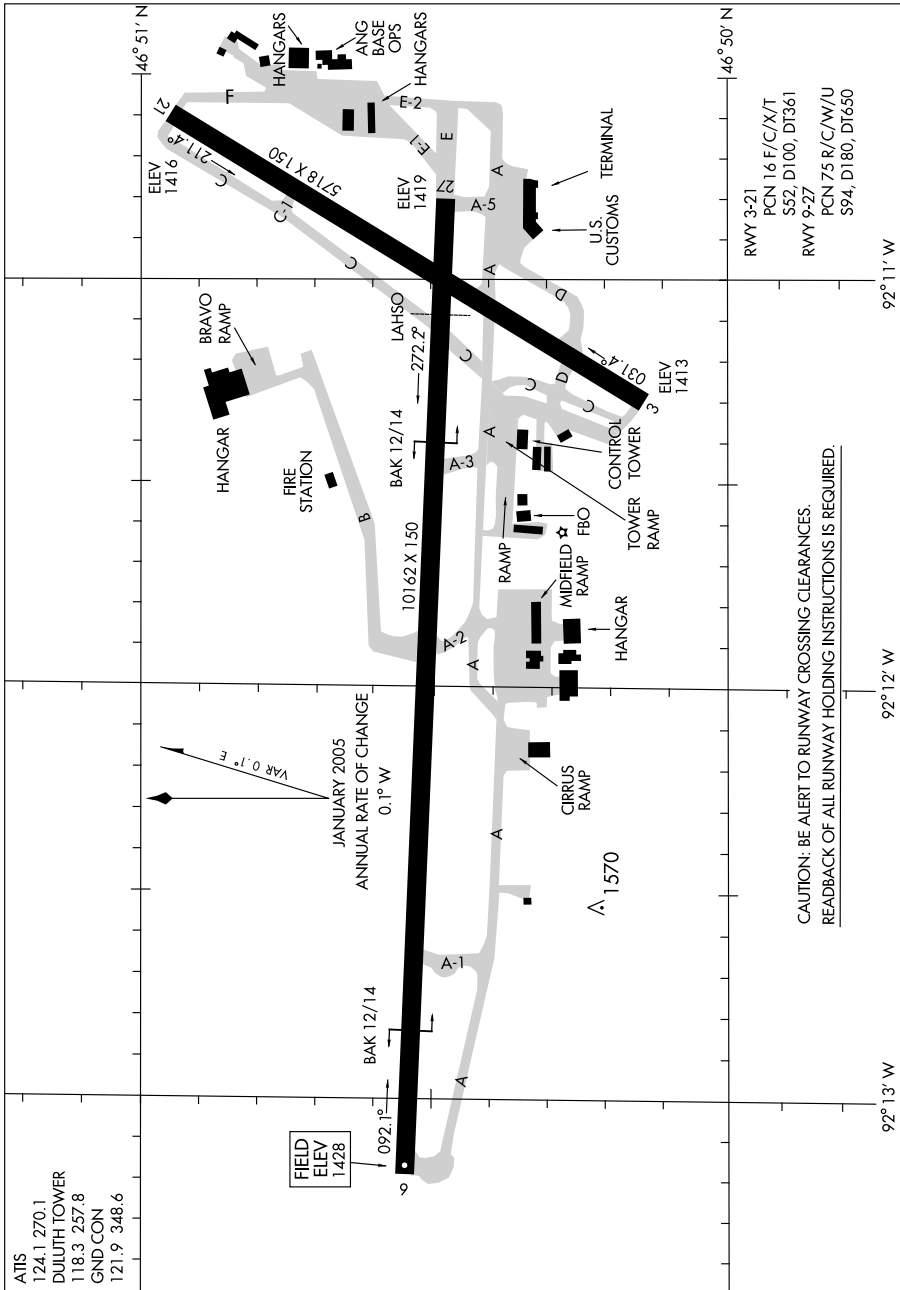 ATIS
124.1 270.1
DULUTH TOWER
118.3 257.8
GND CON
121.9 348.6
FIELD
ELEV
1428
9
092.1°
BAK 12/14
A
A-1
A
1570
JANUARY 2005
ANNUAL RATE OF CHANGE
0.1° W
VAR 0.1° E
CIRRUS
RAMP
10162 X 150
A-2
A
B
FIRE
STATION
HANGAR
BRAVO
RAMP
HANGAR
MIDFIELD
RAMP
FBO
RAMP
TOWER
RAMP
CONTROL
TOWER
A-3
A
BAK 12/14
272.2°
LAHSO
C
C
C
D
D
3
031.4°
ELEV
1413
A
A-5
A
27
ELEV
1419
E
E-1
E-2
F
C
C-1
C
5718 X 150
211.4°
21
ELEV
1416
HANGARS
ANG
BASE
OPS
HANGARS
U.S.
CUSTOMS
TERMINAL
RWY 3-21
PCN 16 F/C/X/T
S52, D100, DT361
RWY 9-27
PCN 75 R/C/W/U
S94, D180, DT650
CAUTION: BE ALERT TO RUNWAY CROSSING CLEARANCES.
READBACK OF ALL RUNWAY HOLDING INSTRUCTIONS IS REQUIRED.
46° 51' N
46° 50' N
92° 11' W
92° 12' W
92° 13' W